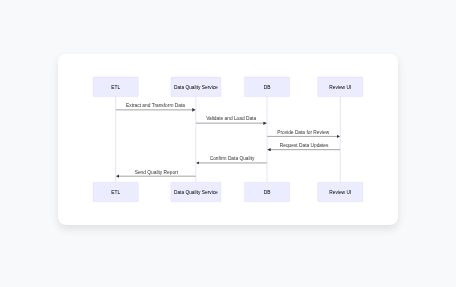 ETL
Data Quality Service
DB
Review UI
Extract and Transform Data
Validate and Load Data
Provide Data for Review
Request Data Updates
Confirm Data Quality
Send Quality Report
ETL
Data Quality Service
DB
Review UI